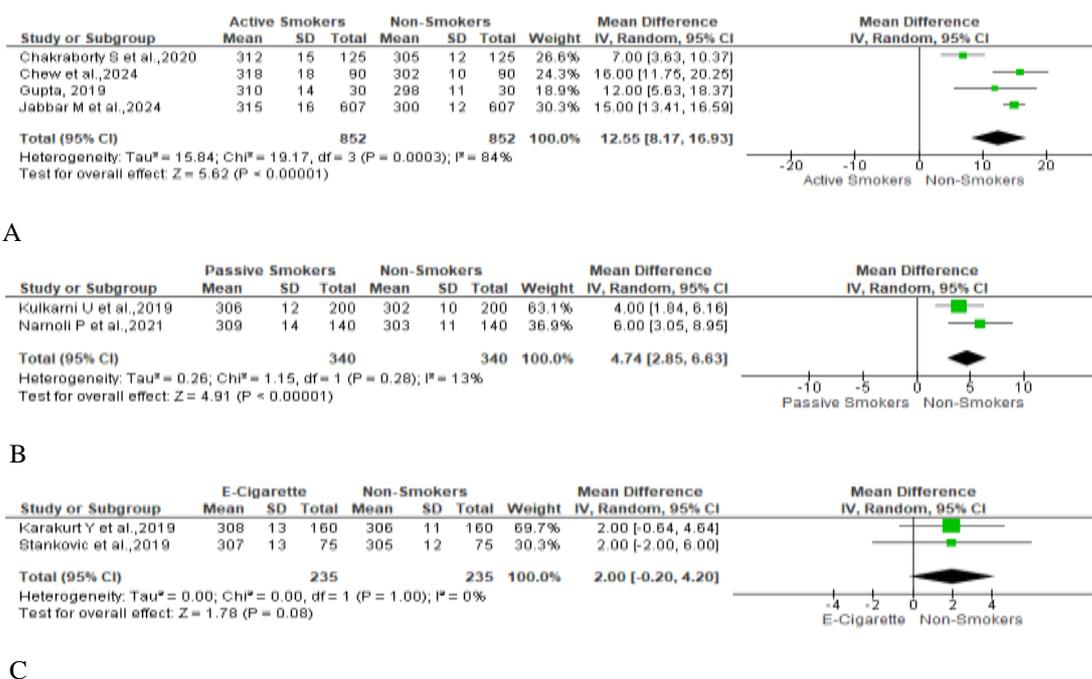 Active Smokers Non-Smokers Mean Difference Mean Difference
Study or Subgroup Mean SD Total Mean SD Total Weight IV, Random, 95% CI IV, Random, 95% CI
Chakraborty S et al.,2020 312 15 125 305 12 125 26.6% 7.00 [3.63, 10.37]
Chew et al.,2024 318 18 90 302 10 90 24.3% 16.00 [11.75, 20.25]
Gupta, 2019 310 14 30 298 11 30 18.9% 12.00 [5.63, 18.37]
Jabbar M et al.,2024 315 16 607 300 12 607 30.3% 15.00 [13.41, 16.59]
Total (95% CI) 852 852 100.0% 12.55 [8.17, 16.93]
Heterogeneity: Tau² = 15.84; Chi² = 19.17, df = 3 (P = 0.0003); I² = 84%
Test for overall effect: Z = 5.62 (P < 0.00001)
-20 -10 0 10 20
Active Smokers Non-Smokers
A
Passive Smokers Non-Smokers Mean Difference Mean Difference
Study or Subgroup Mean SD Total Mean SD Total Weight IV, Random, 95% CI IV, Random, 95% CI
Kulkarni U et al.,2019 306 12 200 302 10 200 63.1% 4.00 [1.84, 6.16]
Narnoli P et al.,2021 309 14 140 303 11 140 36.9% 6.00 [3.05, 8.95]
Total (95% CI) 340 340 100.0% 4.74 [2.85, 6.63]
Heterogeneity: Tau² = 0.26; Chi² = 1.15, df = 1 (P = 0.28); I² = 13%
Test for overall effect: Z = 4.91 (P < 0.00001)
-10 -5 0 5 10
Passive Smokers Non-Smokers
B
E-Cigarette Non-Smokers Mean Difference Mean Difference
Study or Subgroup Mean SD Total Mean SD Total Weight IV, Random, 95% CI IV, Random, 95% CI
Karakurt Y et al.,2019 308 13 160 306 11 160 69.7% 2.00 [-0.64, 4.64]
Stankovic et al.,2019 307 13 75 305 12 75 30.3% 2.00 [-2.00, 6.00]
Total (95% CI) 235 235 100.0% 2.00 [-0.20, 4.20]
Heterogeneity: Tau² = 0.00; Chi² = 0.00, df = 1 (P = 1.00); I² = 0%
Test for overall effect: Z = 1.78 (P = 0.08)
-4 -2 0 2 4
E-Cigarette Non-Smokers
C